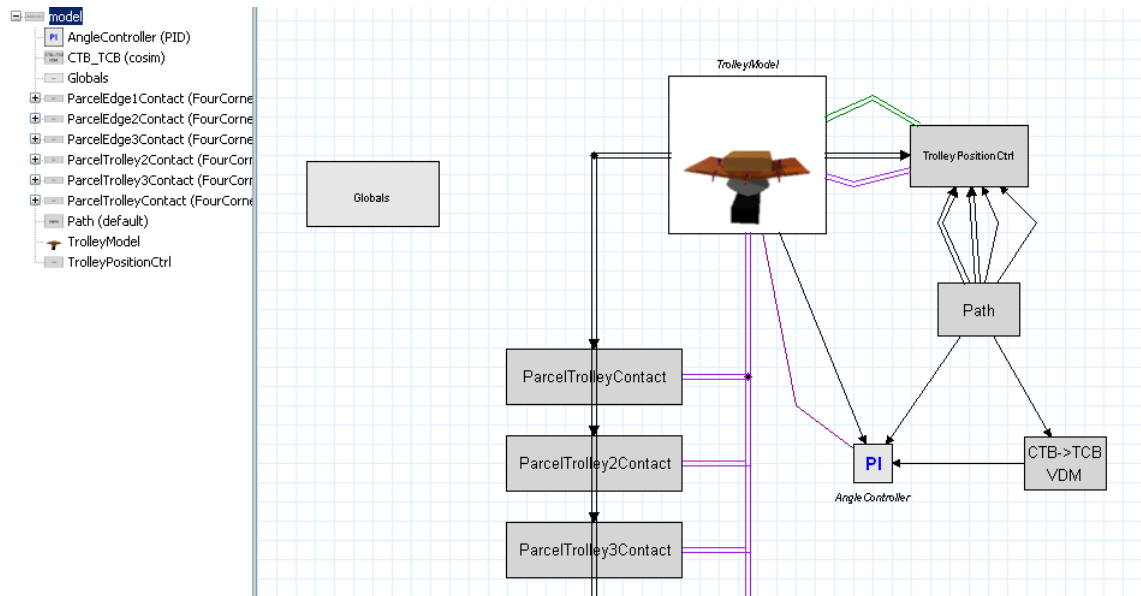 model
AngleController (PID)
CTB_TCB (cosim)
Globals
ParcelEdge1Contact (FourCorne
ParcelEdge2Contact (FourCorne
ParcelEdge3Contact (FourCorne
ParcelTrolley2Contact (FourCorr
ParcelTrolley3Contact (FourCorr
ParcelTrolleyContact (FourCorne
Path (default)
TrolleyModel
TrolleyPositionCtrl
TrolleyModel
TrolleyPositionCtrl
Globals
Path
ParcelTrolleyContact
ParcelTrolley2Contact
PI
CTB->TCB
VDM
AngleController
ParcelTrolley3Contact